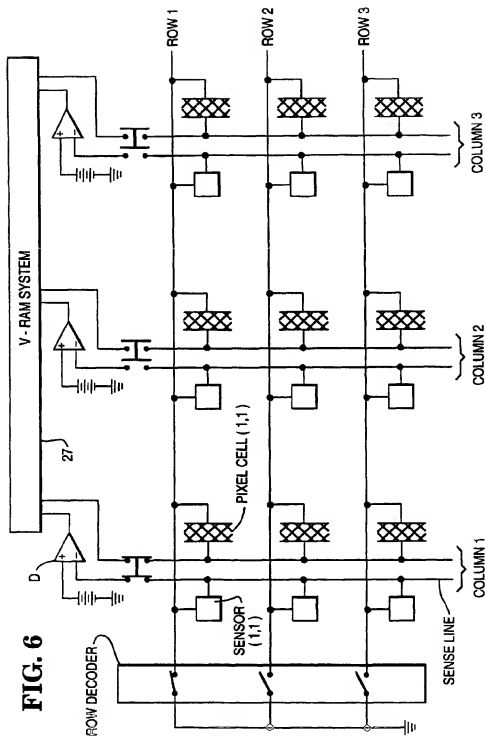 FIG. 6
V - RAM SYSTEM
27
D
+
-
+
-
+
-
ROW DECODER
SENSOR
(1,1)
PIXEL CELL (1,1)
SENSE LINE
ROW 1
ROW 2
ROW 3
COLUMN 1
COLUMN 2
COLUMN 3